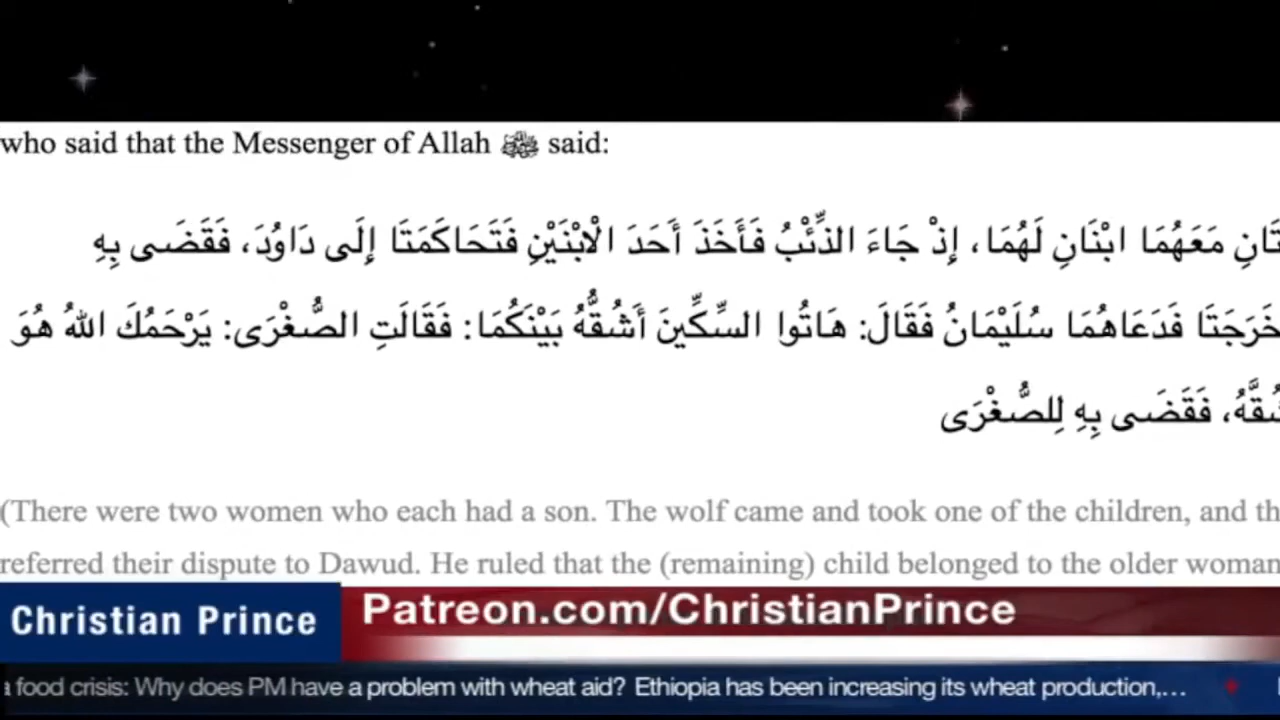 who said that the Messenger of Allah ﷺ said:
مَعَهُمَا ابْنَانِ لَهُمَا، إِذْ جَاءَ الذِّئْبُ فَأَخَذَ أَحَدَ الْابْنَيْنِ فَتَحَاكَمَتَا إِلَى دَاوُدَ، فَقَضَى بِهِ
فَدَعَاهُمَا سُلَيْمَانُ فَقَالَ: هَاتُوا السِّكِّينَ أَشُقُّهُ بَيْنَكُمَا: فَقَالَتِ الصُّغْرَى: يَرْحَمُكَ اللهُ هُوَ
فَقَضَى بِهِ لِلصُّغْرَى
(There were two women who each had a son. The wolf came and took one of the children, and th
referred their dispute to Dawud. He ruled that the (remaining) child belonged to the older woman
Christian Prince
Patreon.com/ChristianPrince
a food crisis: Why does PM have a problem with wheat aid? Ethiopia has been increasing its wheat production,...